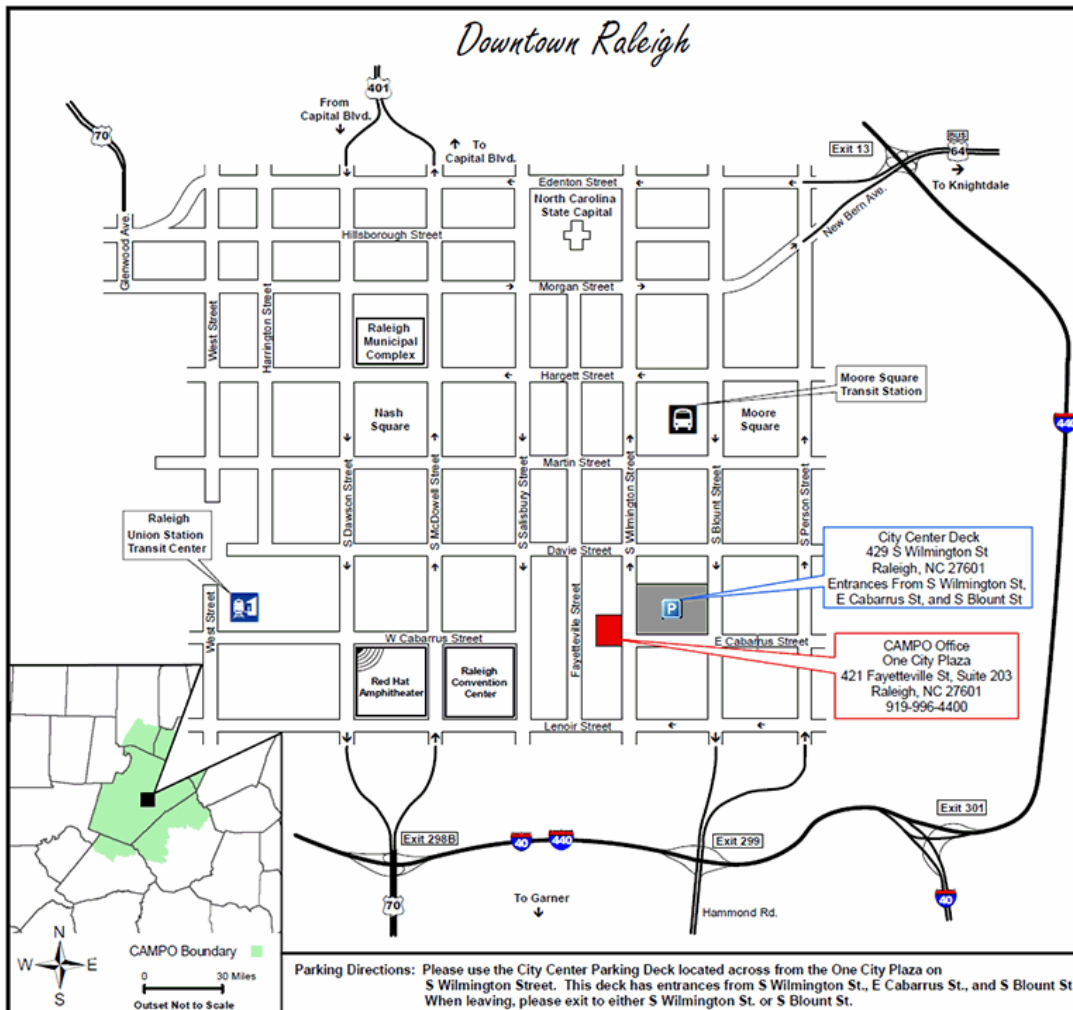 Downtown Raleigh
401
From
Capital Blvd.
To
Capital Blvd.
70
Exit 13
BUS
64
To Knightdale
Edenton Street
North Carolina
State Capital
New Bern Ave.
Glenwood Ave.
Hillsborough Street
Morgan Street
West Street
Harrington Street
Raleigh
Municipal
Complex
Hargett Street
Moore Square
Transit Station
Nash
Square
Moore
Square
440
Martin Street
S Dawson Street
S McDowell Street
S Salisbury Street
S Wilmington Street
S Blount Street
S Person Street
Raleigh
Union Station
Transit Center
Davie Street
City Center Deck
429 S Wilmington St
Raleigh, NC 27601
Entrances From S Wilmington St,
E Cabarrus St, and S Blount St
P
West Street
Fayetteville Street
W Cabarrus Street
E Cabarrus Street
CAMPO Office
One City Plaza
421 Fayetteville St, Suite 203
Raleigh, NC 27601
919-996-4400
Red Hat
Amphitheater
Raleigh
Convention
Center
Lenoir Street
Exit 298B
40
440
Exit 299
Exit 301
70
To Garner
Hammond Rd.
40
N
W
E
S
CAMPO Boundary
0
30 Miles
Outset Not to Scale
Parking Directions: Please use the City Center Parking Deck located across from the One City Plaza on
S Wilmington Street. This deck has entrances from S Wilmington St., E Cabarrus St., and S Blount St
When leaving, please exit to either S Wilmington St. or S Blount St.